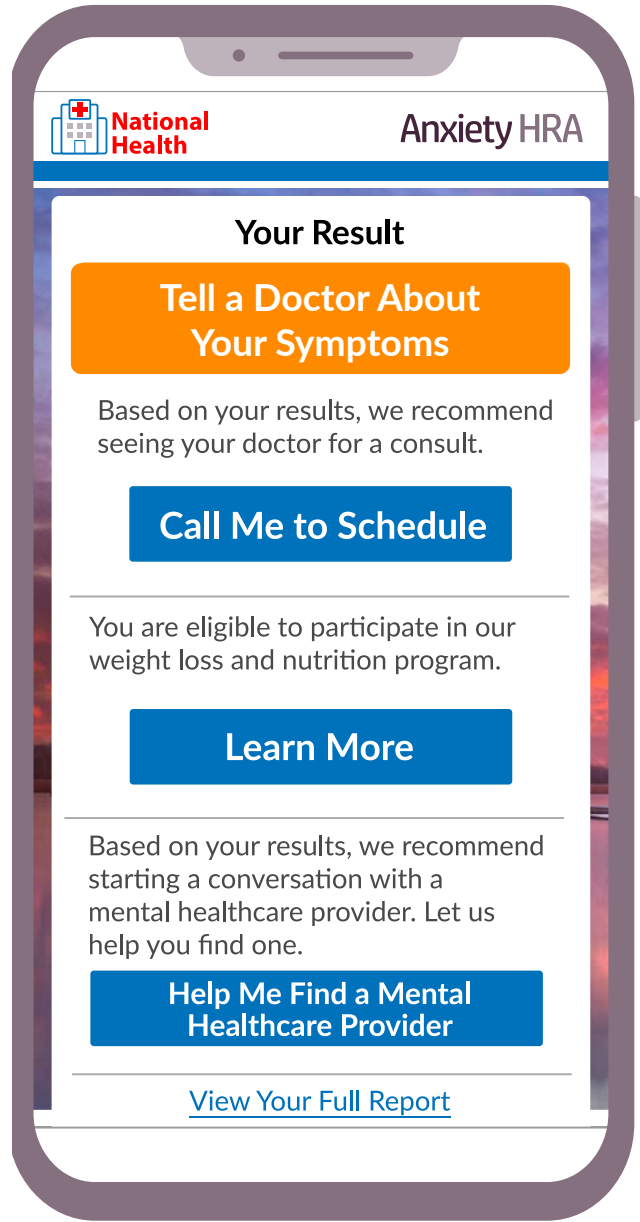 National
Health
Anxiety HRA
Your Result
Tell a Doctor About
Your Symptoms
Based on your results, we recommend
seeing your doctor for a consult.
Call Me to Schedule
You are eligible to participate in our
weight loss and nutrition program.
Learn More
Based on your results, we recommend
starting a conversation with a
mental healthcare provider. Let us
help you find one.
Help Me Find a Mental
Healthcare Provider
View Your Full Report